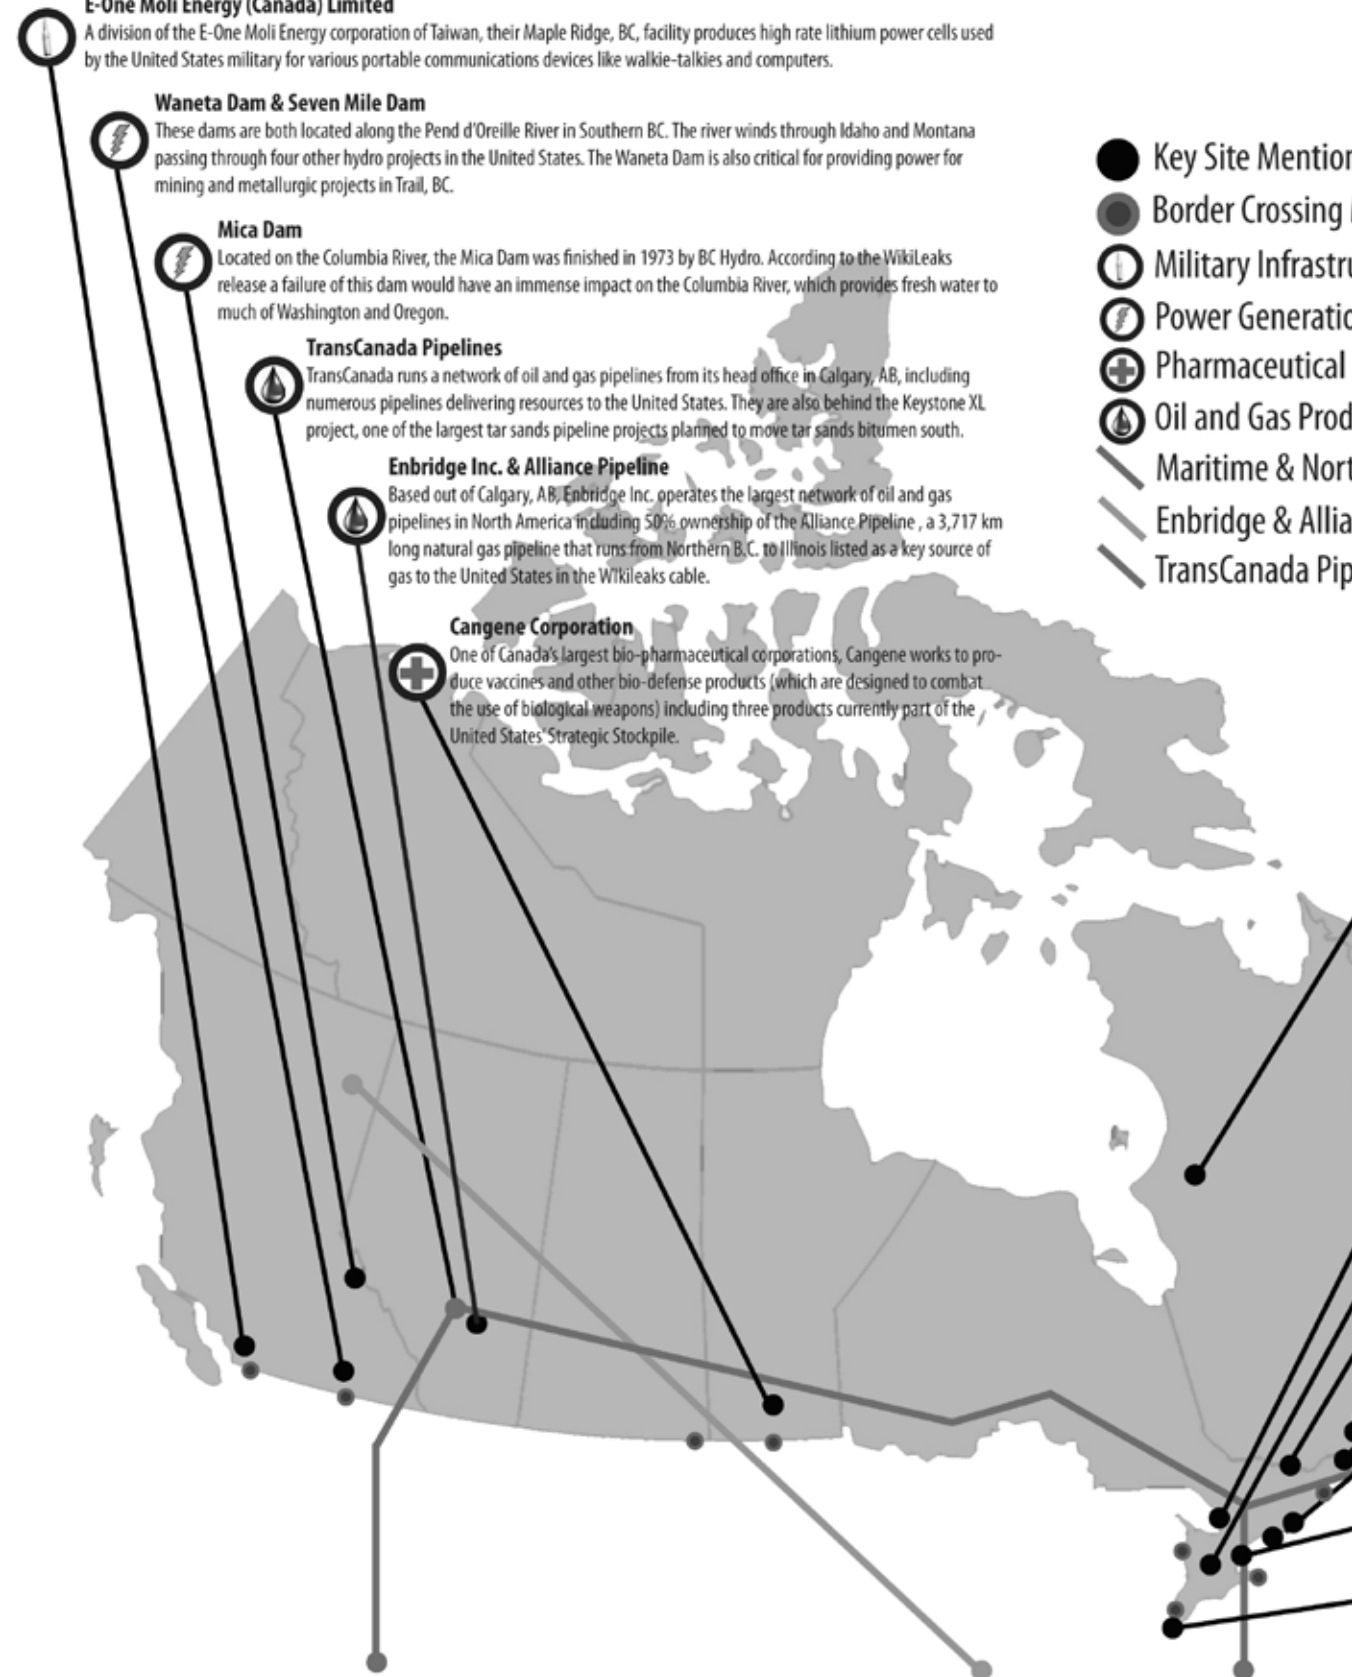 E-One Moli Energy (Canada) Limited
A division of the E-One Moli Energy corporation of Taiwan, their Maple Ridge, BC, facility produces high rate lithium power cells used
by the United States military for various portable communications devices like walkie-talkies and computers.
Waneta Dam & Seven Mile Dam
These dams are both located along the Pend d'Oreille River in Southern BC. The river winds through Idaho and Montana
passing through four other hydro projects in the United States. The Waneta Dam is also critical for providing power for
mining and metallurgic projects in Trail, BC.
Mica Dam
Located on the Columbia River, the Mica Dam was finished in 1973 by BC Hydro. According to the WikiLeaks
release a failure of this dam would have an immense impact on the Columbia River, which provides fresh water to
much of Washington and Oregon.
TransCanada Pipelines
TransCanada runs a network of oil and gas pipelines from its head office in Calgary, AB, including
numerous pipelines delivering resources to the United States. They are also behind the Keystone XL
project, one of the largest tar sands pipeline projects planned to move tar sands bitumen south.
Enbridge Inc. & Alliance Pipeline
Based out of Calgary, AB, Enbridge Inc. operates the largest network of oil and gas
pipelines in North America including 50% ownership of the Alliance Pipeline , a 3,717 km
long natural gas pipeline that runs from Northern B.C. to Illinois listed as a key source of
gas to the United States in the WIkileaks cable.
Cangene Corporation
One of Canada's largest bio-pharmaceutical corporations, Cangene works to pro-
duce vaccines and other bio-defense products (which are designed to combat
the use of biological weapons) including three products currently part of the
United States' Strategic Stockpile.
Key Site Mention
Border Crossing
Military Infrastru
Power Generatio
Pharmaceutical
Oil and Gas Prod
Maritime & Nort
Enbridge & Allia
TransCanada Pip